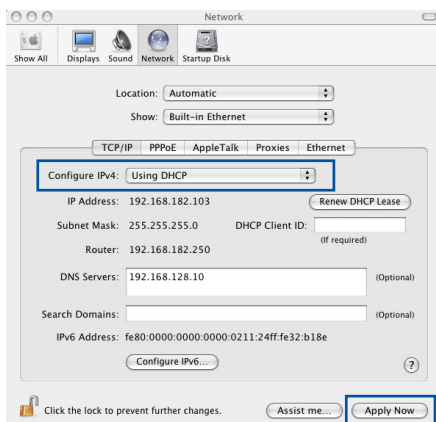 Network
Show All Displays Sound Network Startup Disk
Location: Automatic
Show: Built-in Ethernet
TCP/IP PPPoE AppleTalk Proxies Ethernet
Configure IPv4: Using DHCP
IP Address: 192.168.182.103 Renew DHCP Lease
Subnet Mask: 255.255.255.0 DHCP Client ID:
(If required)
Router: 192.168.182.250
DNS Servers: 192.168.128.10 (Optional)
Search Domains: (Optional)
IPv6 Address: fe80:0000:0000:0000:0211:24ff:fe32:b18e
Configure IPv6... ?
Click the lock to prevent further changes. Assist me... Apply Now